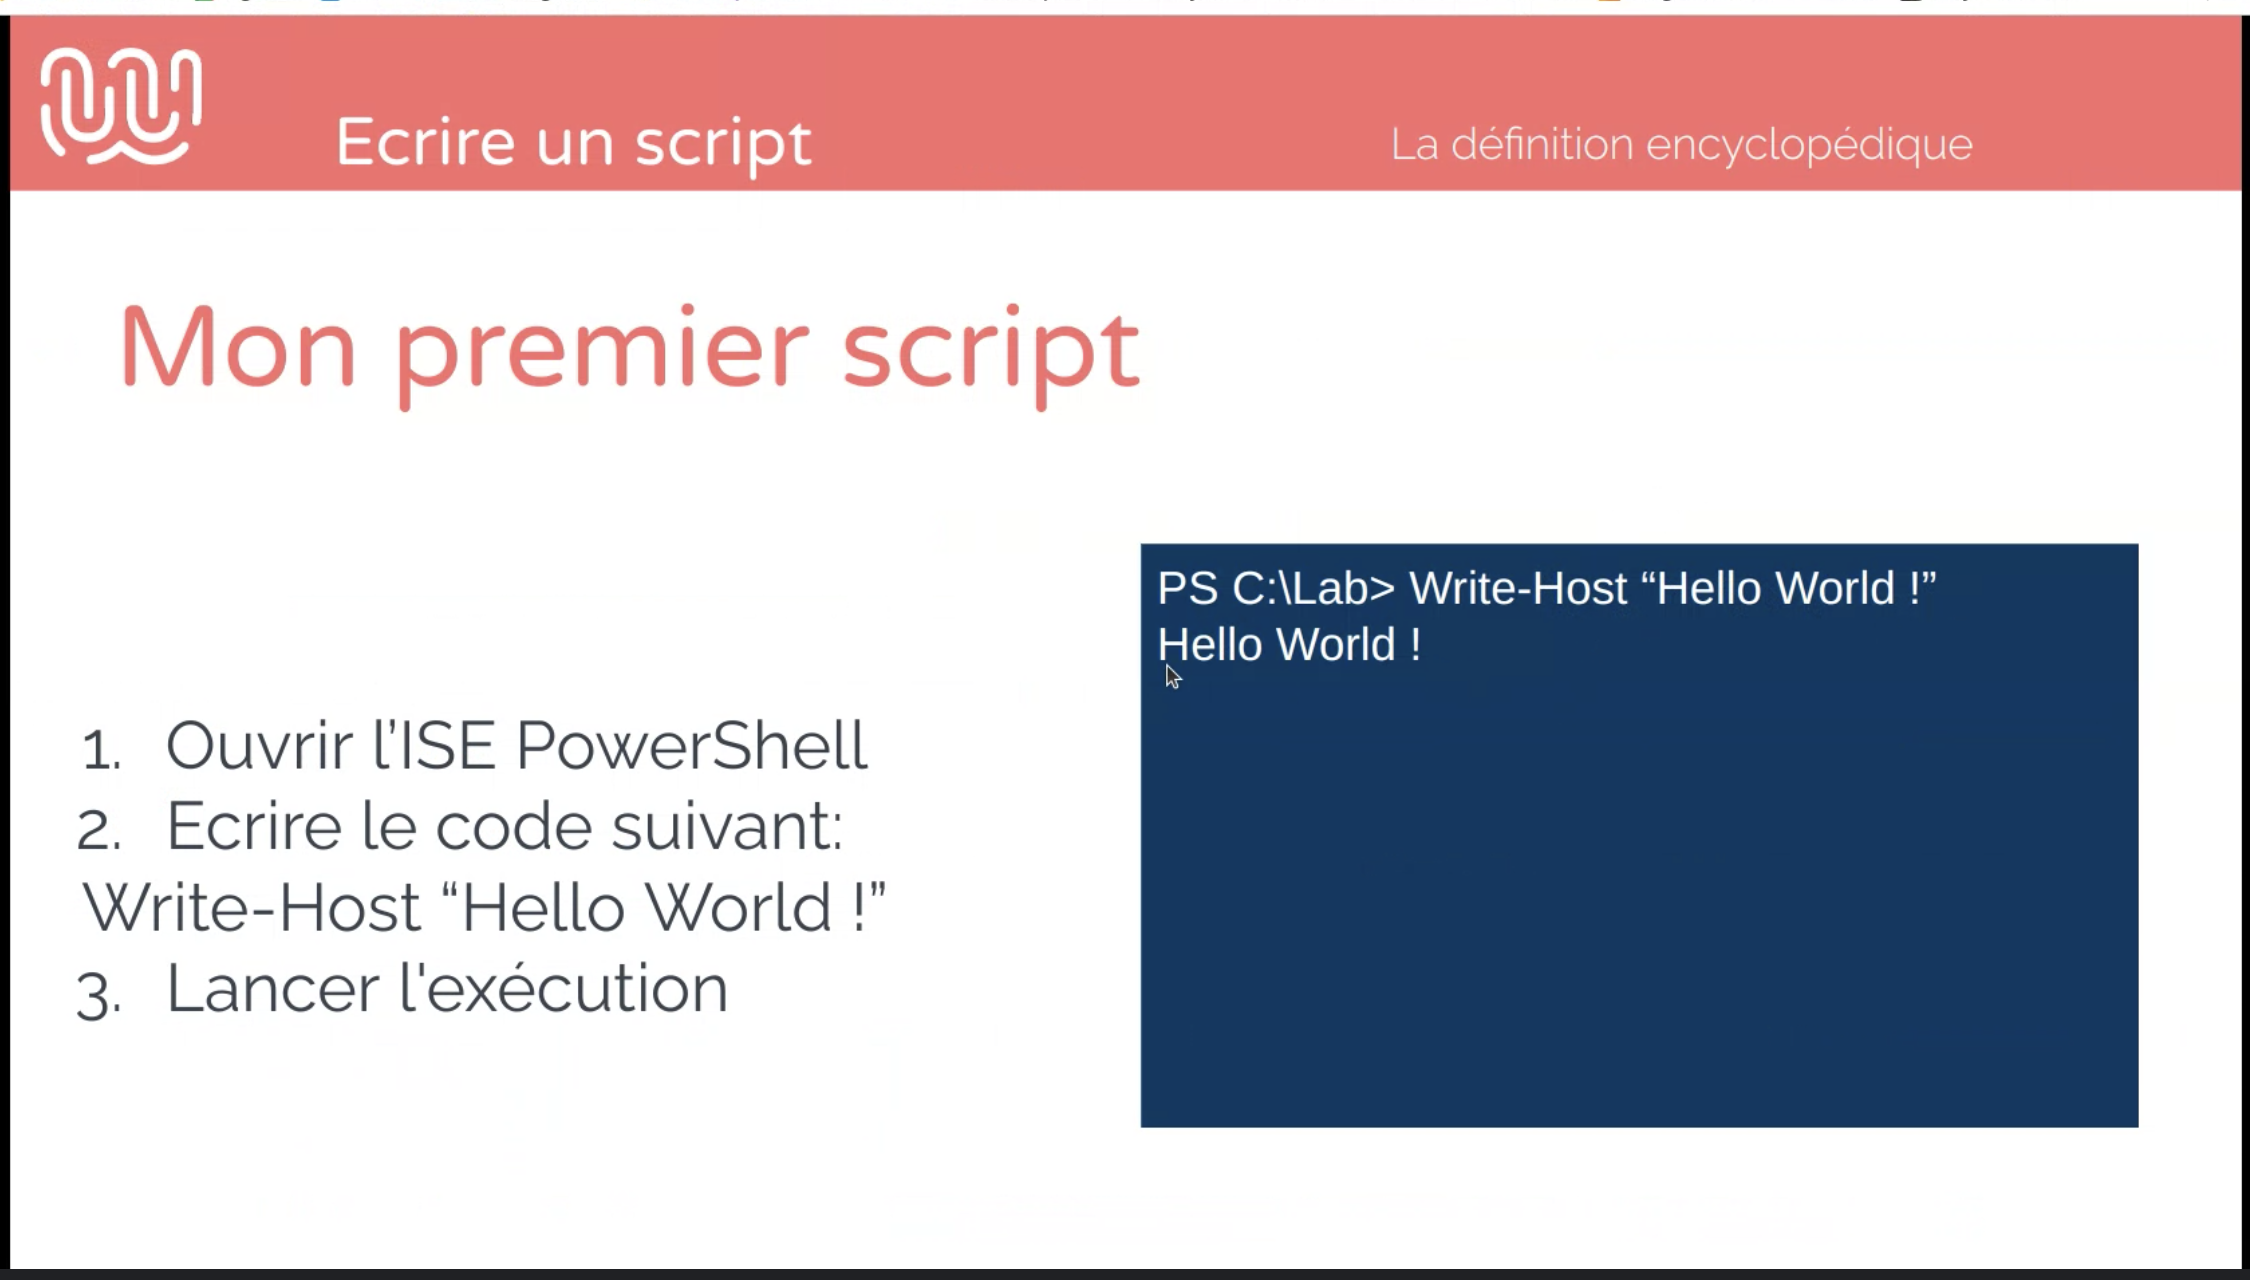 Ecrire un script
La définition encyclopédique
Mon premier script
1. Ouvrir l’ISE PowerShell
2. Ecrire le code suivant:
Write-Host “Hello World !”
3. Lancer l'exécution
PS C:\Lab> Write-Host “Hello World !”
Hello World !